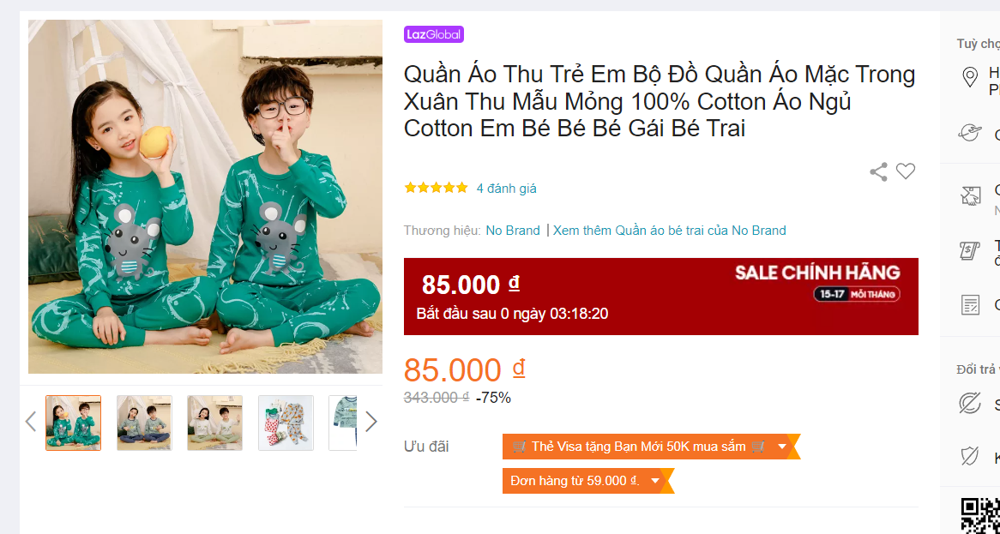 LazGlobal
Quần Áo Thu Trẻ Em Bộ Đồ Quần Áo Mặc Trong
Xuân Thu Mẫu Mỏng 100% Cotton Áo Ngủ
Cotton Em Bé Bé Bé Gái Bé Trai
4 đánh giá
Thương hiệu: No Brand | Xem thêm Quần áo bé trai của No Brand
85.000 ₫
SALE CHÍNH HÃNG
15-17 MỖI THÁNG
Bắt đầu sau 0 ngày 03:18:20
85.000 ₫
343.000 ₫ -75%
Ưu đãi
🛒 Thẻ Visa tặng Bạn Mới 50K mua sắm 🛒
Đơn hàng từ 59.000 ₫.
Tuỳ chọ
Đổi trả